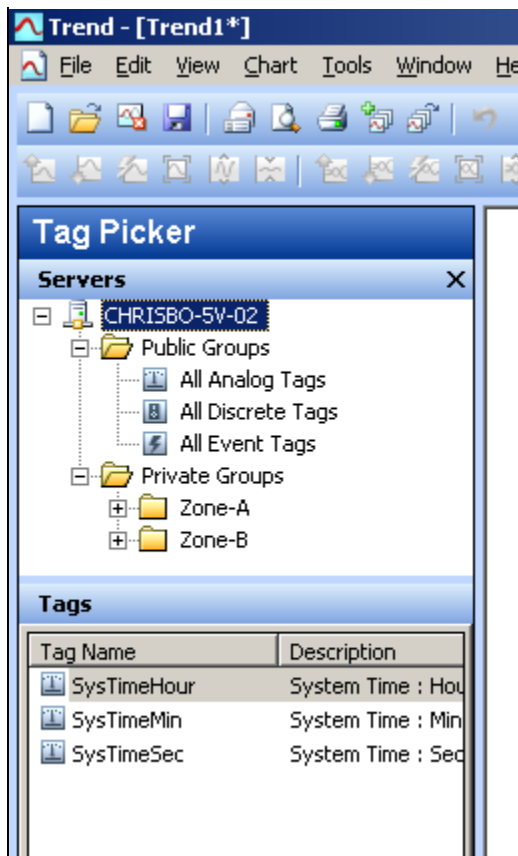 Trend - [Trend1*]
File Edit View Chart Tools Window
Tag Picker
Servers
CHRISBO-5V-02
Public Groups
All Analog Tags
All Discrete Tags
All Event Tags
Private Groups
Zone-A
Zone-B
Tags
Tag Name Description
SysTimeHour System Time : Hou
SysTimeMin System Time : Min
SysTimeSec System Time : Sec